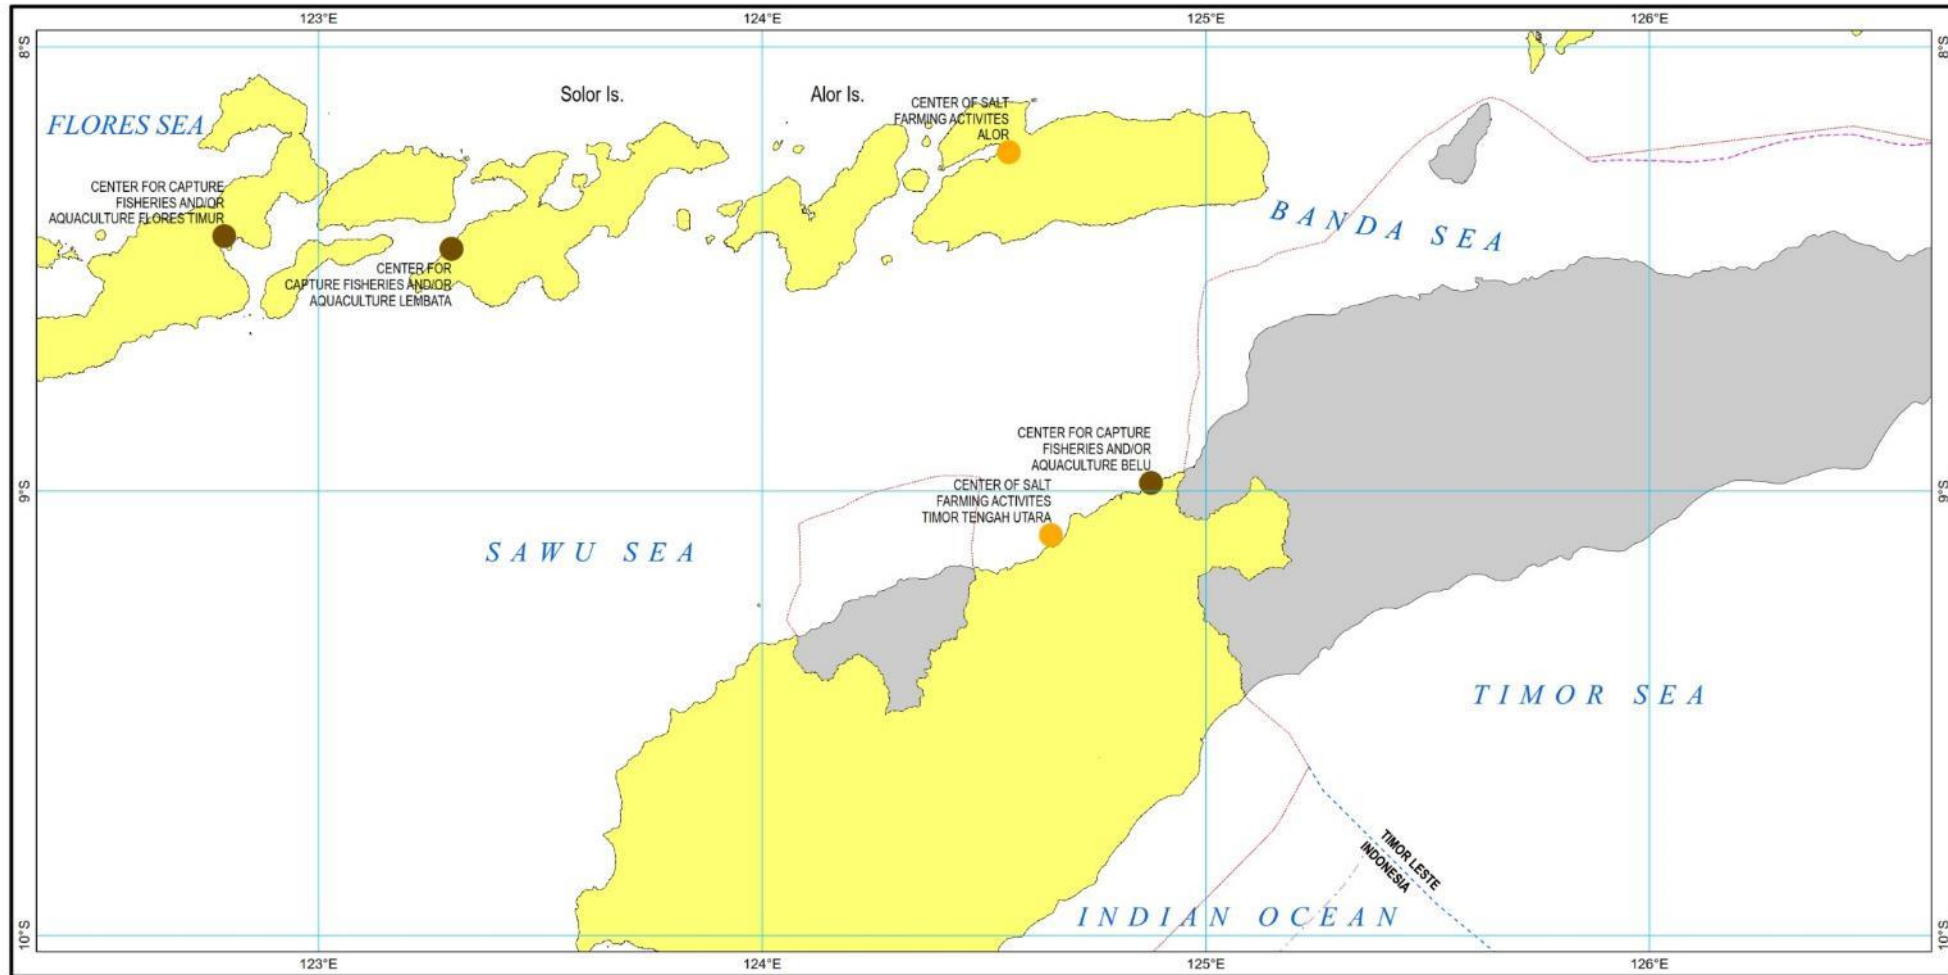 123°E
124°E
125°E
126°E
8°S
8°S
Solor Is.
Alor Is.
FLORES SEA
CENTER OF SALT
FARMING ACTIVITES
ALOR
CENTER FOR CAPTURE
FISHERIES AND/OR
AQUACULTURE FLORES TIMUR
BANDA SEA
CENTER FOR
CAPTURE FISHERIES AND/OR
AQUACULTURE LEMBATA
CENTER FOR CAPTURE
FISHERIES AND/OR
AQUACULTURE BELU
9°S
9°S
CENTER OF SALT
FARMING ACTIVITES
TIMOR TENGAH UTARA
SAWU SEA
TIMOR SEA
TIMOR LESTE
INDONESIA
INDIAN OCEAN
10°S
10°S
123°E
124°E
125°E
126°E